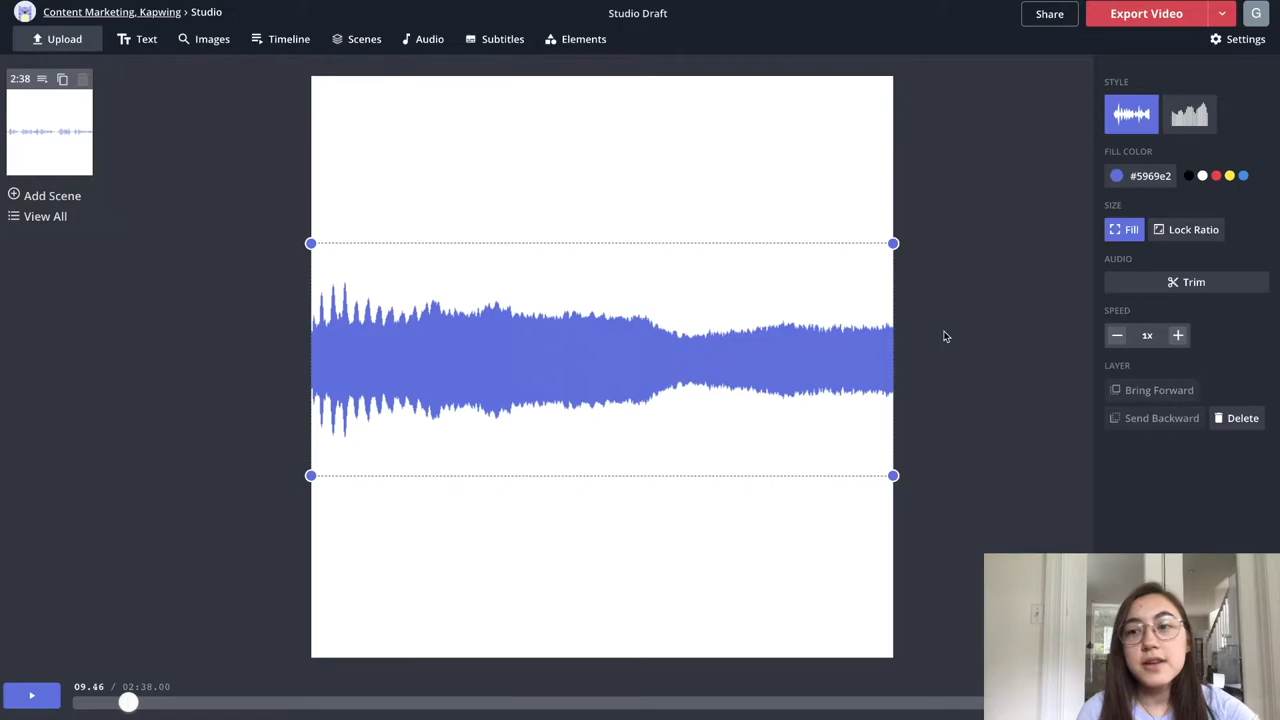 Content Marketing, Kapwing › Studio
Studio Draft
Share
Export Video
G
Upload
Text
Images
Timeline
Scenes
Audio
Subtitles
Elements
Settings
2:38
Add Scene
View All
STYLE
FILL COLOR
#5969e2
SIZE
Fill
Lock Ratio
AUDIO
Trim
SPEED
1x
LAYER
Bring Forward
Send Backward
Delete
09.46 / 02:38.00